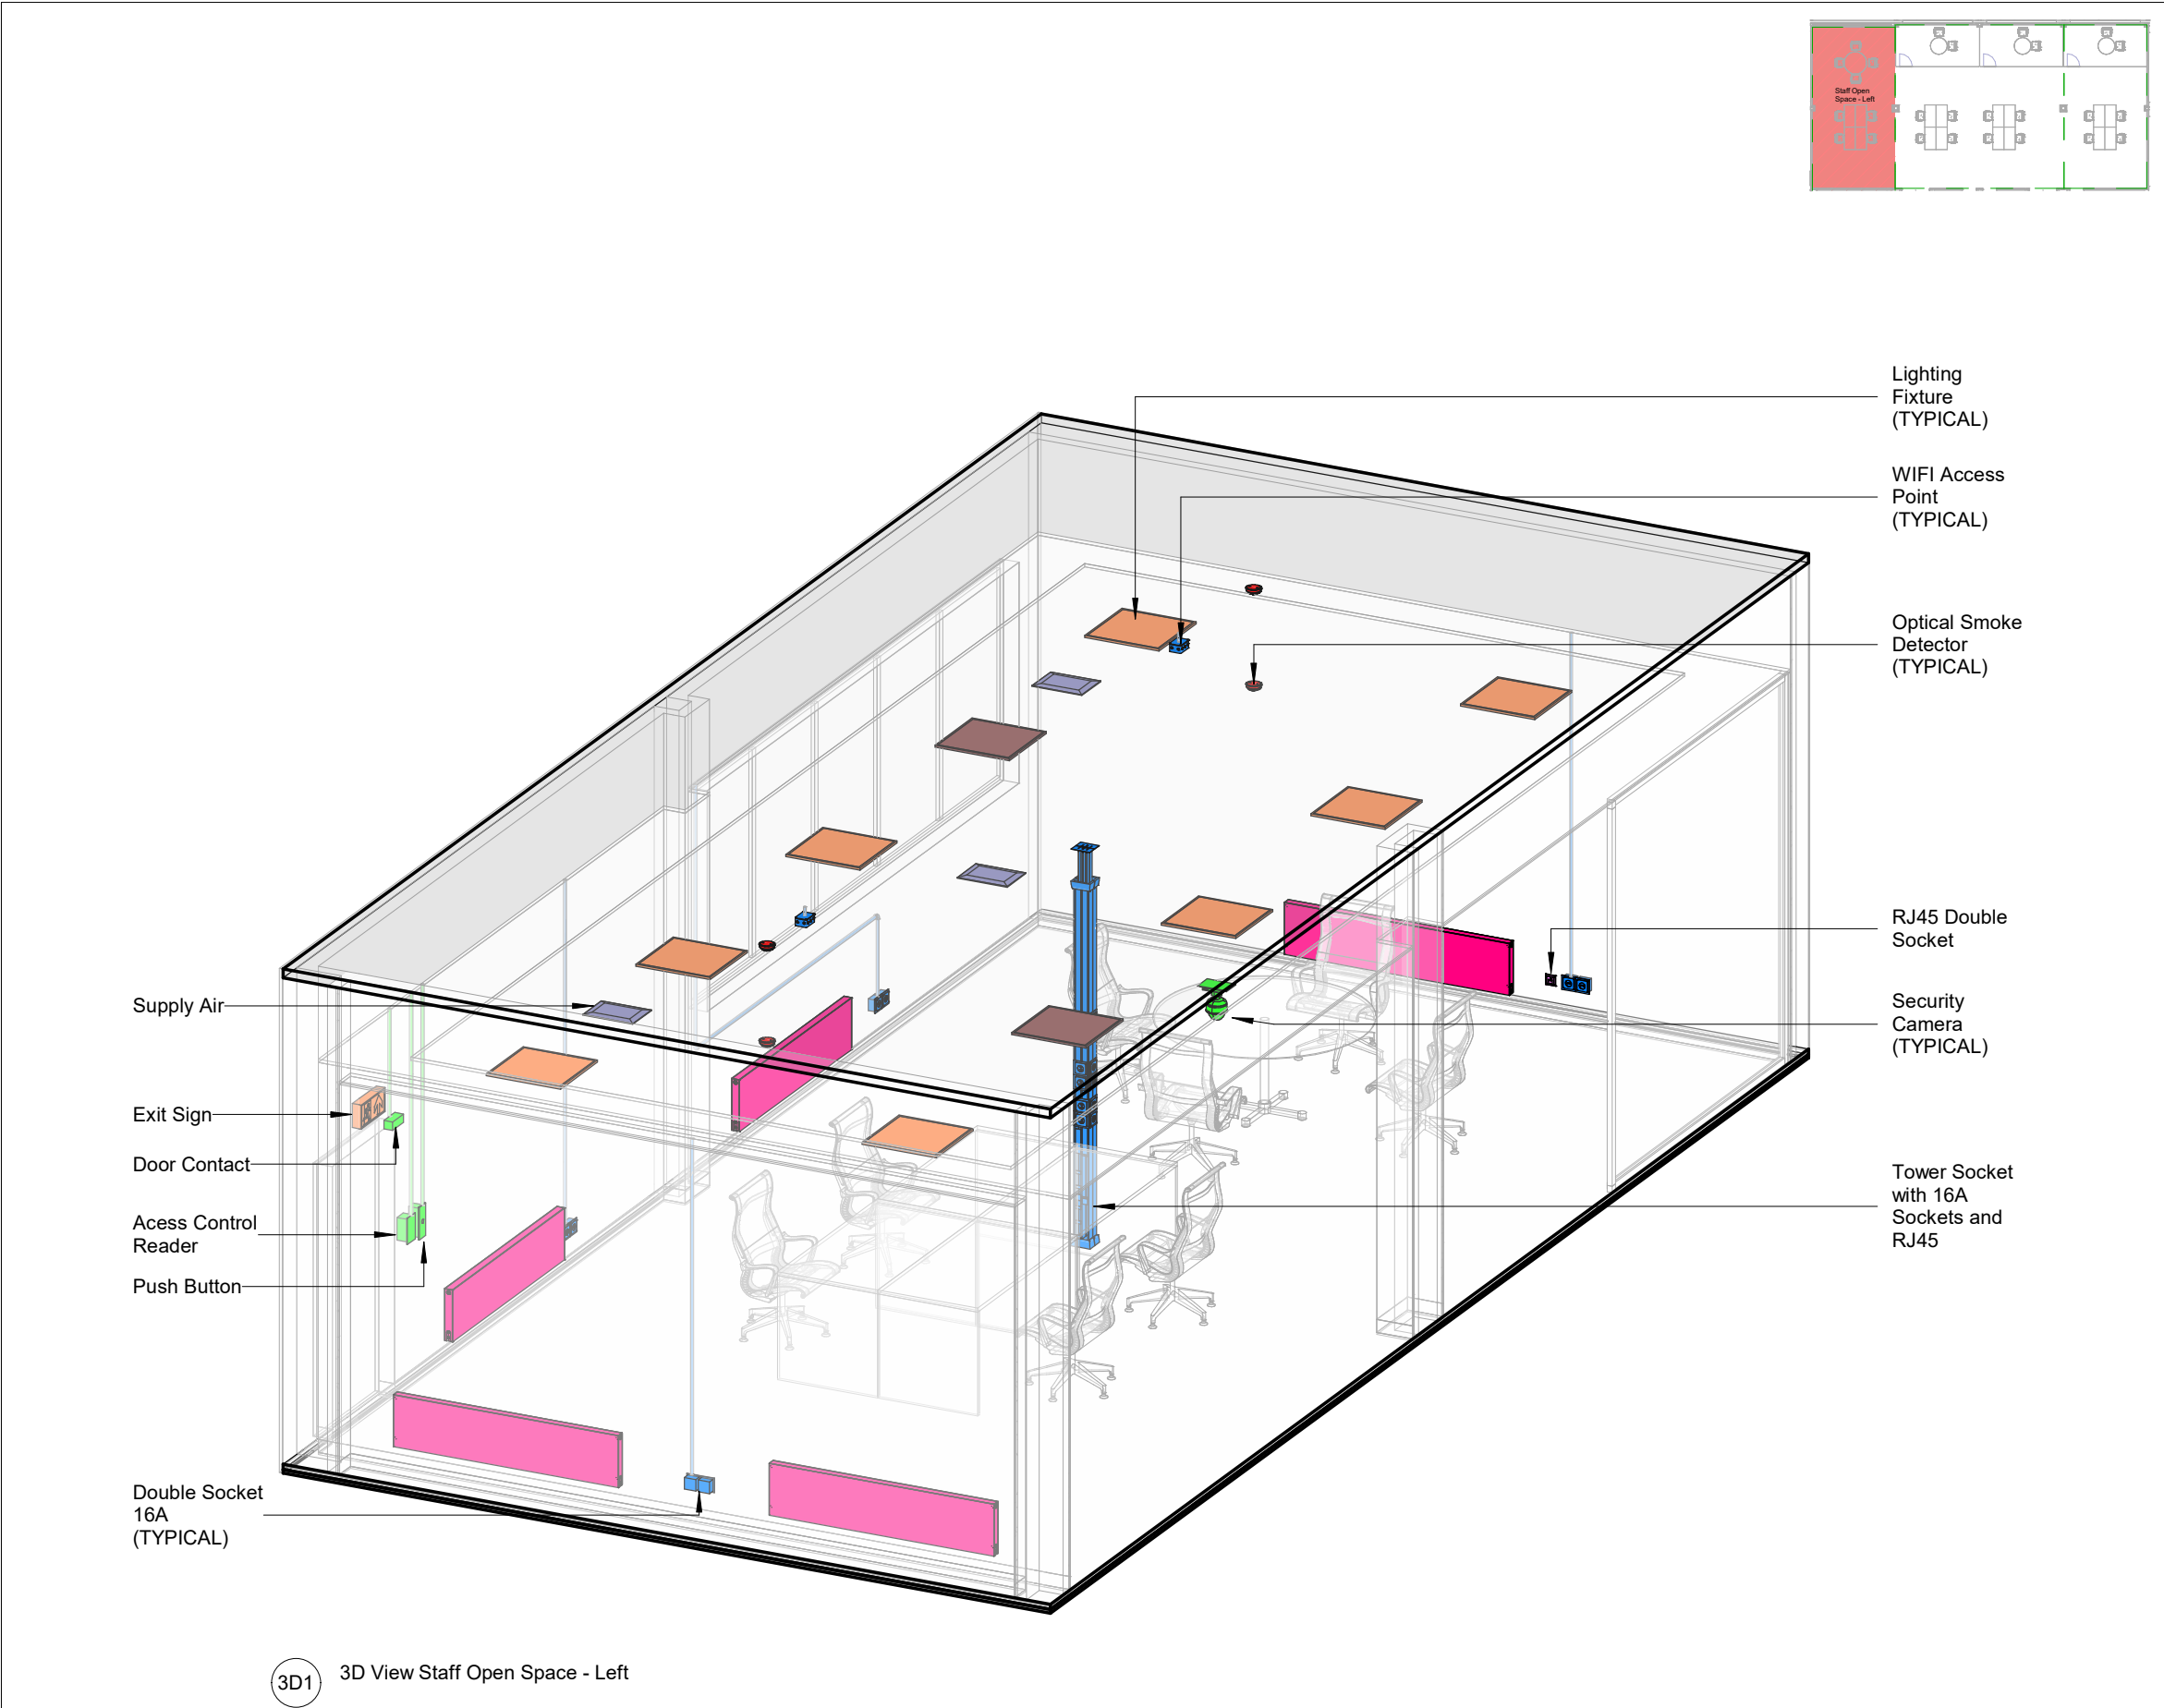 Staff Open
Space - Left
Lighting
Fixture
(TYPICAL)
WIFI Access
Point
(TYPICAL)
Optical Smoke
Detector
(TYPICAL)
RJ45 Double
Socket
Security
Camera
(TYPICAL)
Tower Socket
with 16A
Sockets and
RJ45
Supply Air
Exit Sign
Door Contact
Acess Control
Reader
Push Button
Double Socket
16A
(TYPICAL)
3D1
3D View Staff Open Space - Left